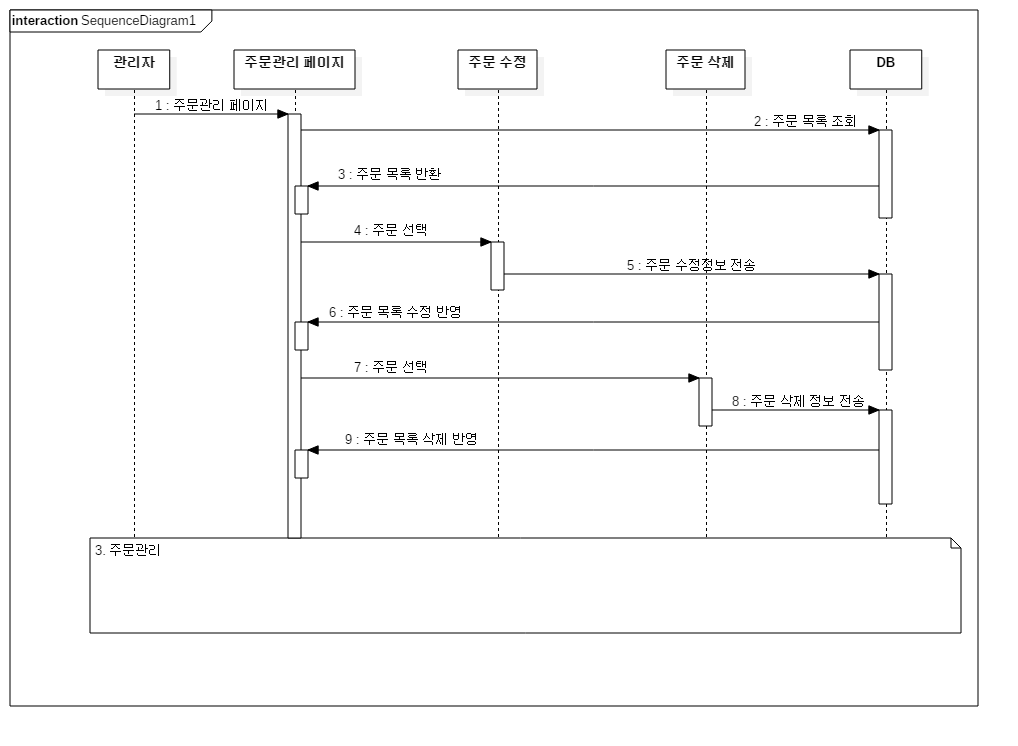 interaction SequenceDiagram1
관리자
주문관리 페이지
주문 수정
주문 삭제
DB
1 : 주문관리 페이지
2 : 주문 목록 조회
3 : 주문 목록 반환
4 : 주문 선택
5 : 주문 수정정보 전송
6 : 주문 목록 수정 반영
7 : 주문 선택
8 : 주문 삭제 정보 전송
9 : 주문 목록 삭제 반영
3. 주문관리